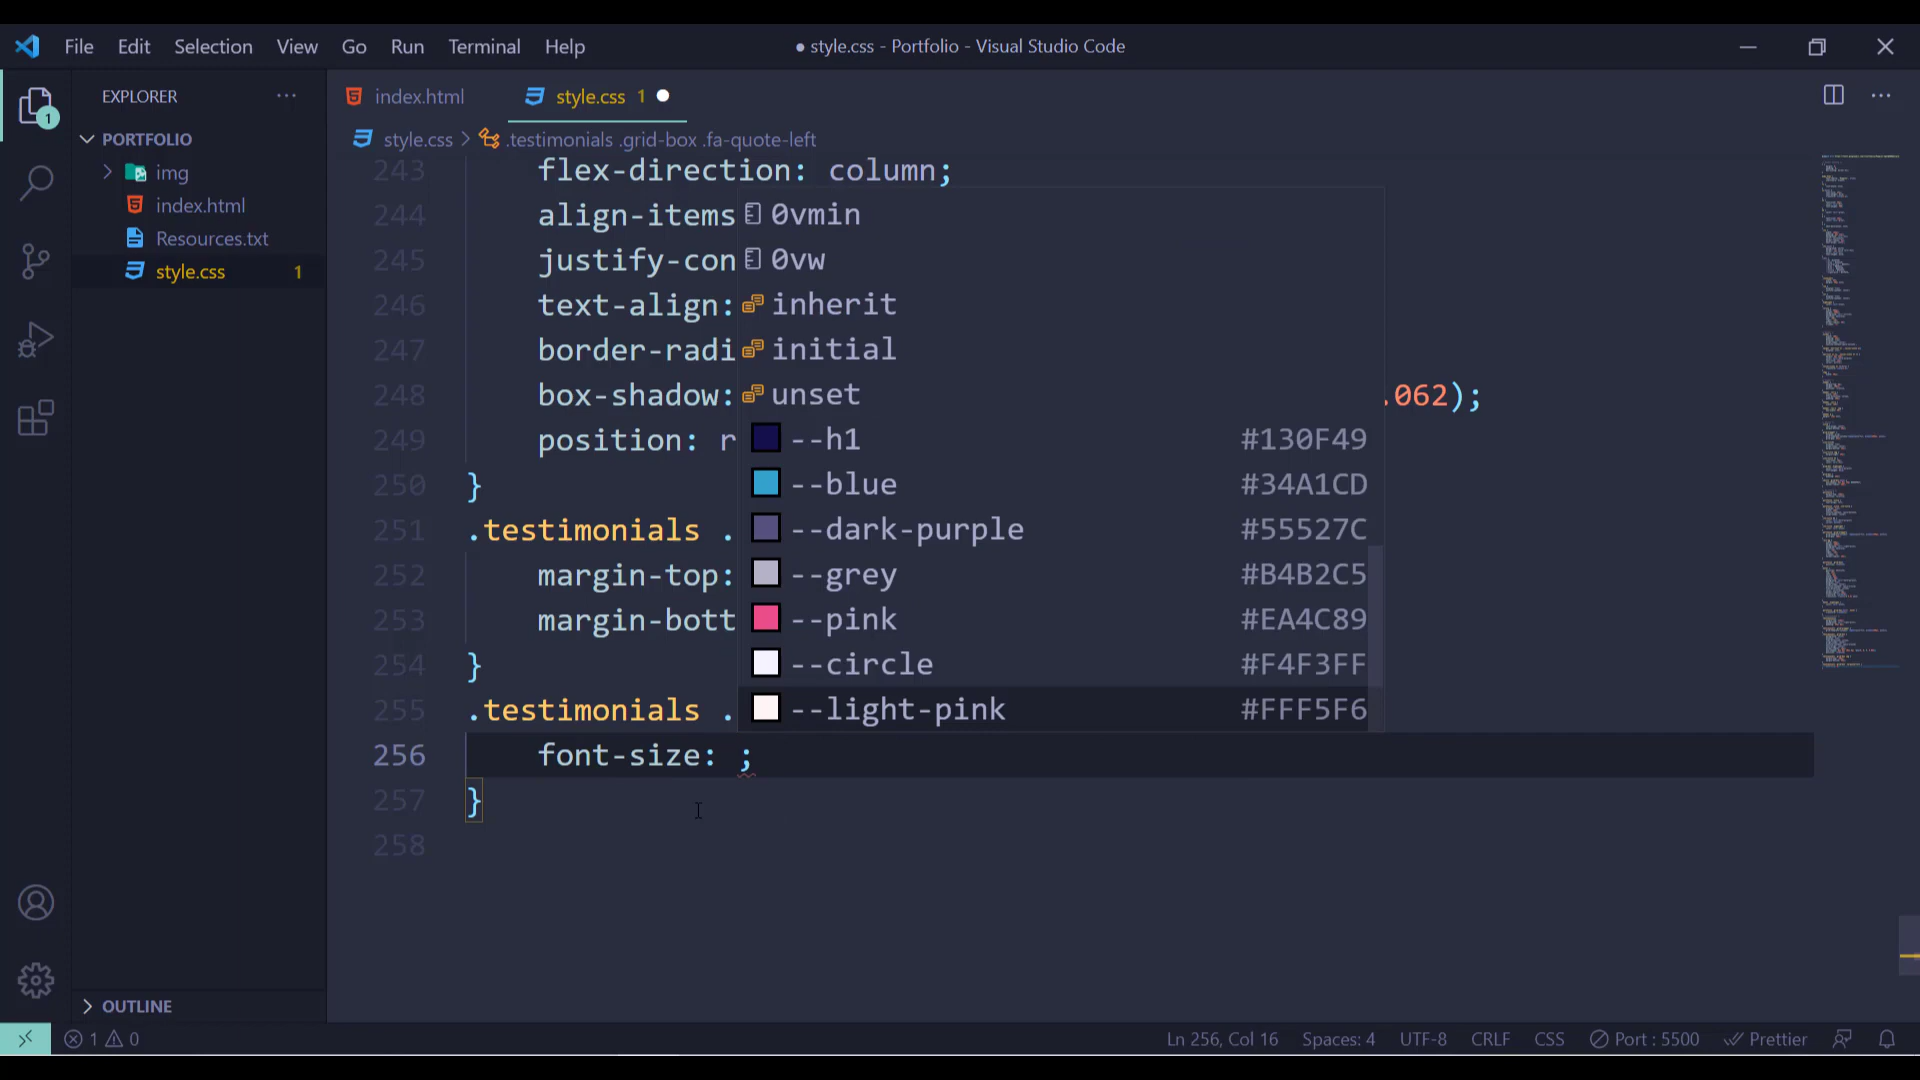 File Edit Selection View Go Run Terminal Help
● style.css - Portfolio - Visual Studio Code
EXPLORER
PORTFOLIO
img
index.html
Resources.txt
style.css 1
OUTLINE
1
index.html
style.css 1
style.css > .testimonials .grid-box .fa-quote-left
243 flex-direction: column;
244 align-items
245 justify-con
246 text-align:
247 border-radi
248 box-shadow: .062);
249 position: r
250 }
251 .testimonials .
252 margin-top:
253 margin-bott
254 }
255 .testimonials .
256 font-size: ;
257 }
258
0vmin
0vw
inherit
initial
unset
--h1 #130F49
--blue #34A1CD
--dark-purple #55527C
--grey #B4B2C5
--pink #EA4C89
--circle #F4F3FF
--light-pink #FFF5F6
1 0
Ln 256, Col 16 Spaces: 4 UTF-8 CRLF CSS Port : 5500 Prettier